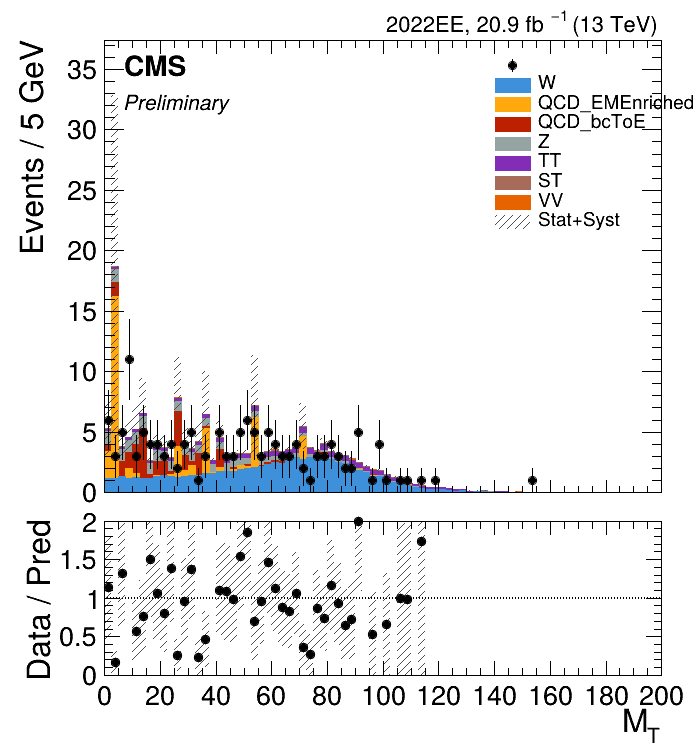 2022EE, 20.9 fb⁻¹ (13 TeV)
CMS
Preliminary
W
QCD_EMEnriched
QCD_bcToE
Z
TT
ST
VV
Stat+Syst
Events / 5 GeV
35
30
25
20
15
10
5
0
Data / Pred
2
1.5
1
0.5
0
0 20 40 60 80 100 120 140 160 180 200
M_T